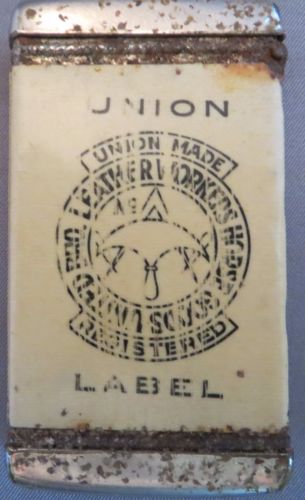 UNION
UNION MADE
LEATHER WORKERS
REGISTERED
LABEL